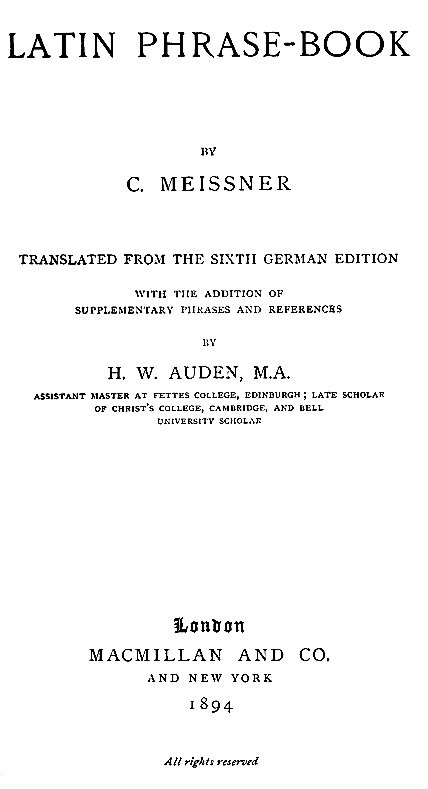 LATIN PHRASE-BOOK
BY
C. MEISSNER
TRANSLATED FROM THE SIXTH GERMAN EDITION
WITH THE ADDITION OF
SUPPLEMENTARY PHRASES AND REFERENCES
BY
H. W. AUDEN, M.A.
ASSISTANT MASTER AT FETTES COLLEGE, EDINBURGH; LATE SCHOLAR
OF CHRIST'S COLLEGE, CAMBRIDGE, AND BELL
UNIVERSITY SCHOLAR
London
MACMILLAN AND CO.
AND NEW YORK
1894
All rights reserved